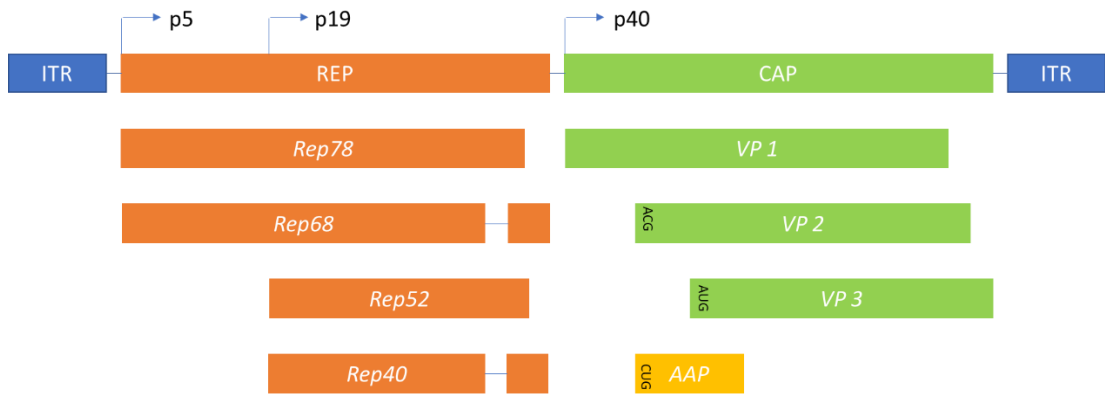 p5 p19 p40
ITR REP CAP ITR
Rep78 VP 1
Rep68 ACG VP 2
Rep52 AUG VP 3
Rep40 CUG AAP